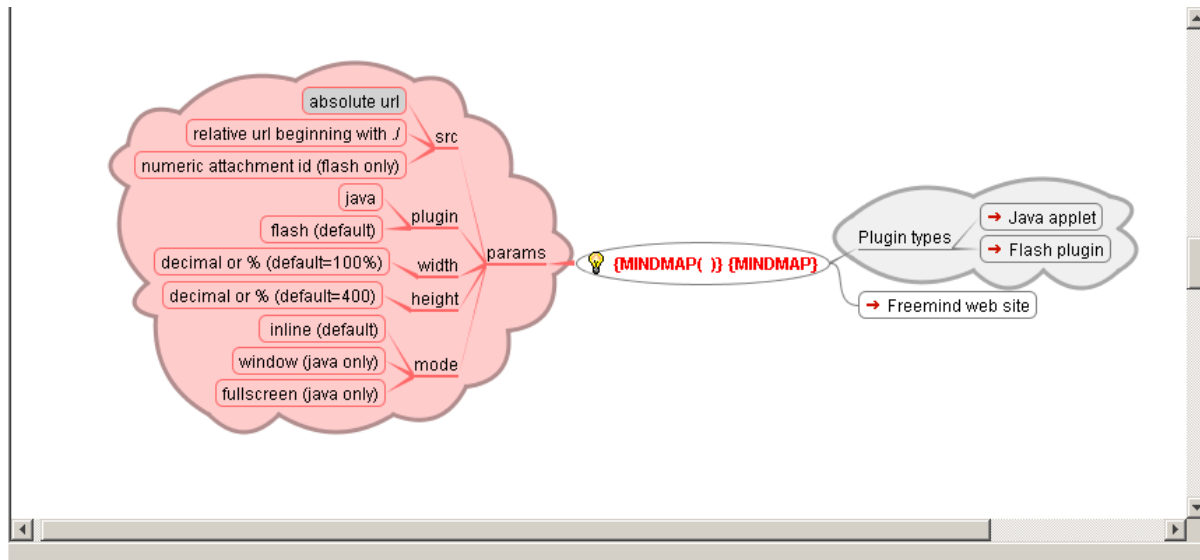 absolute url
relative url beginning with ./
src
numeric attachment id (flash only)
java
plugin
flash (default)
decimal or % (default=100%)
width
params
decimal or % (default=400)
height
inline (default)
window (java only)
mode
fullscreen (java only)
{MINDMAP( )} {MINDMAP}
Plugin types
Java applet
Flash plugin
Freemind web site